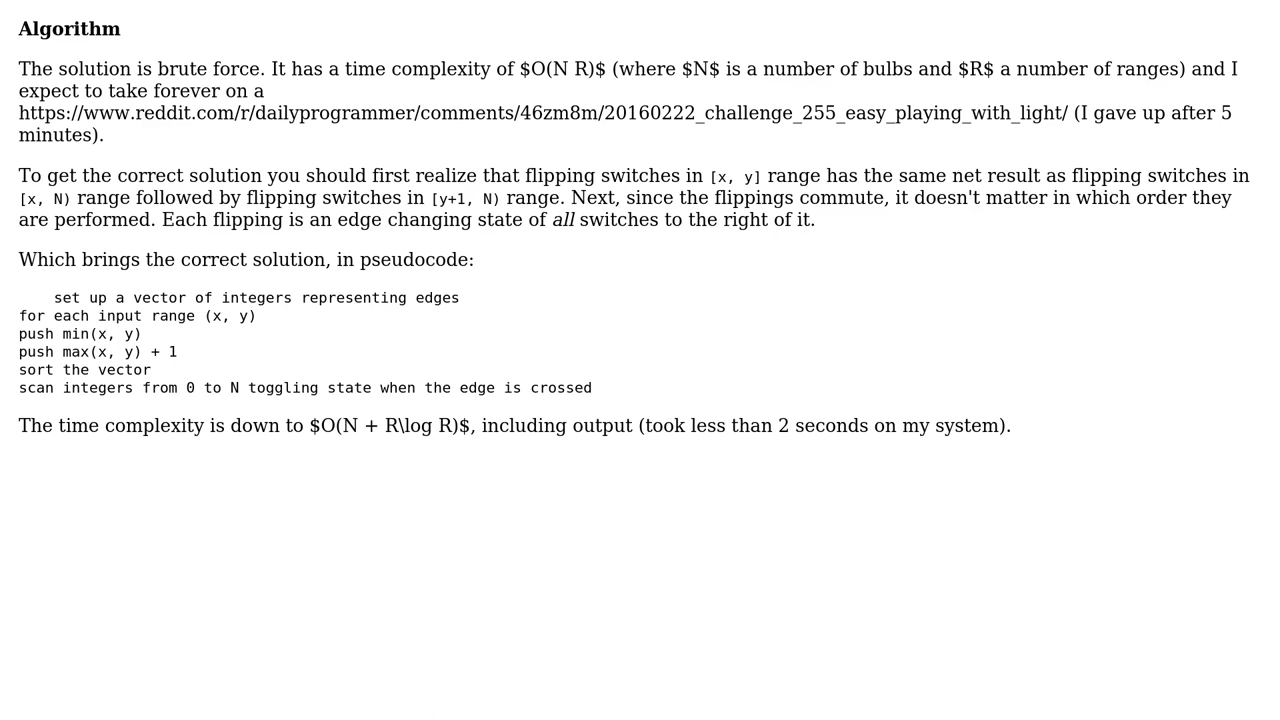 Algorithm
The solution is brute force. It has a time complexity of $O(N R)$ (where $N$ is a number of bulbs and $R$ a number of ranges) and I
expect to take forever on a
https://www.reddit.com/r/dailyprogrammer/comments/46zm8m/20160222_challenge_255_easy_playing_with_light/ (I gave up after 5
minutes).
To get the correct solution you should first realize that flipping switches in [x, y] range has the same net result as flipping switches in
[x, N) range followed by flipping switches in [y+1, N) range. Next, since the flippings commute, it doesn't matter in which order they
are performed. Each flipping is an edge changing state of all switches to the right of it.
Which brings the correct solution, in pseudocode:
    set up a vector of integers representing edges
for each input range (x, y)
push min(x, y)
push max(x, y) + 1
sort the vector
scan integers from 0 to N toggling state when the edge is crossed
The time complexity is down to $O(N + R\log R)$, including output (took less than 2 seconds on my system).